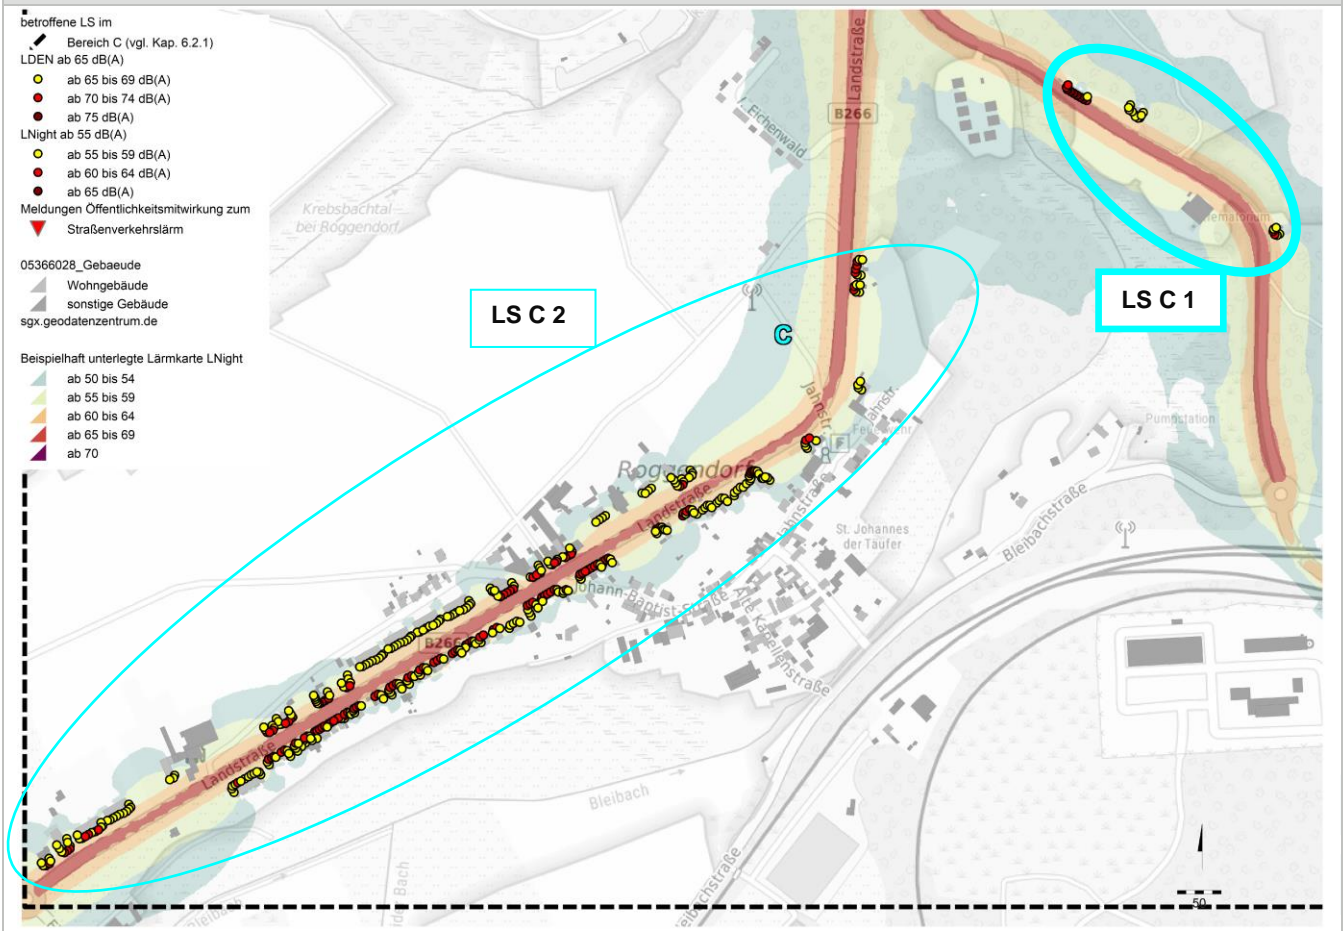 betroffene LS im
Bereich C (vgl. Kap. 6.2.1)
LDEN ab 65 dB(A)
ab 65 bis 69 dB(A)
ab 70 bis 74 dB(A)
ab 75 dB(A)
LNight ab 55 dB(A)
ab 55 bis 59 dB(A)
ab 60 bis 64 dB(A)
ab 65 dB(A)
Meldungen Öffentlichkeitsmitwirkung zum
Straßenverkehrslärm
05366028_Gebaeude
Wohngebäude
sonstige Gebäude
sgx.geodatenzentrum.de
Beispielhaft unterlegte Lärmkarte LNight
ab 50 bis 54
ab 55 bis 59
ab 60 bis 64
ab 65 bis 69
ab 70
Landstraße
B266
Eichenwald
Krebsbachtal
bei Roggendorf
LS C 1
LS C 2
C
Jahnstr.
Jahnstr.
F
Pumpstation
Roggendorf
Landstraße
Jahnstraße
St. Johannes
der Täufer
Bleibachstraße
Johann-Baptist-Straße
Alte Kapellenstraße
B266
Landstraße
Bleibach
Bleibach
Bleibachstraße
50